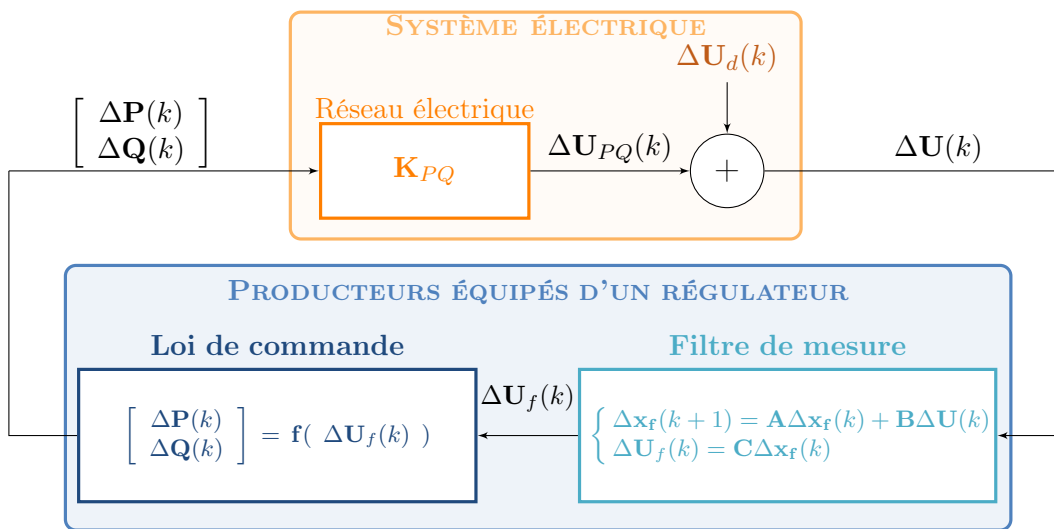 SYSTÈME ÉLECTRIQUE
ΔU_d(k)
[ ΔP(k)
ΔQ(k) ]
Réseau électrique
K_PQ
ΔU_PQ(k)
+
ΔU(k)
PRODUCTEURS ÉQUIPÉS D'UN RÉGULATEUR
Loi de commande
[ ΔP(k)
ΔQ(k) ] = f( ΔU_f(k) )
ΔU_f(k)
Filtre de mesure
{ Δx_f(k + 1) = AΔx_f(k) + BΔU(k)
ΔU_f(k) = CΔx_f(k)